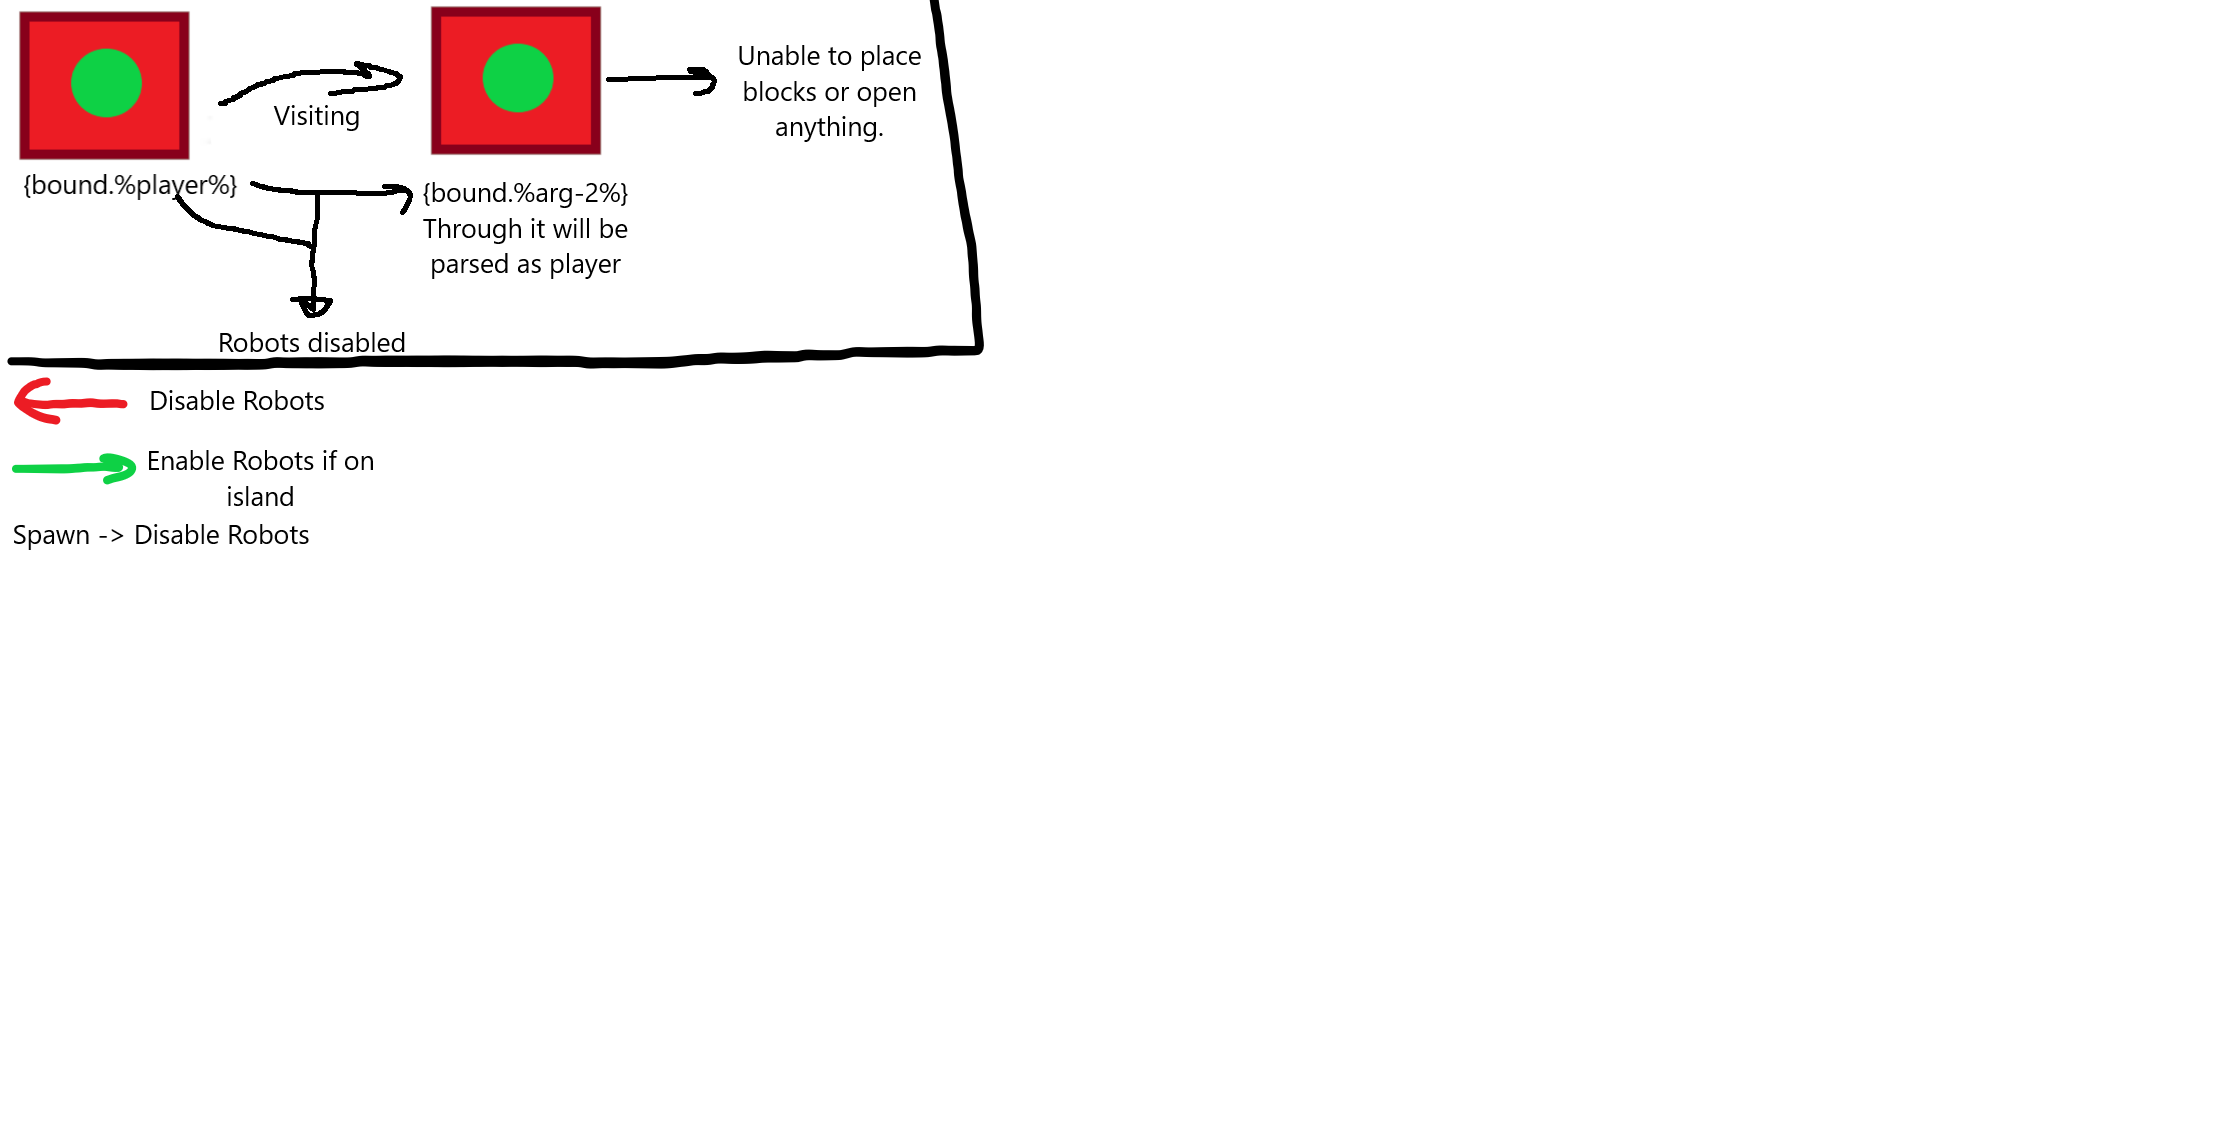 Visiting
Unable to place
blocks or open
anything.
{bound.%player%}
{bound.%arg-2%}
Through it will be
parsed as player
Robots disabled
Disable Robots
Enable Robots if on
island
Spawn -> Disable Robots